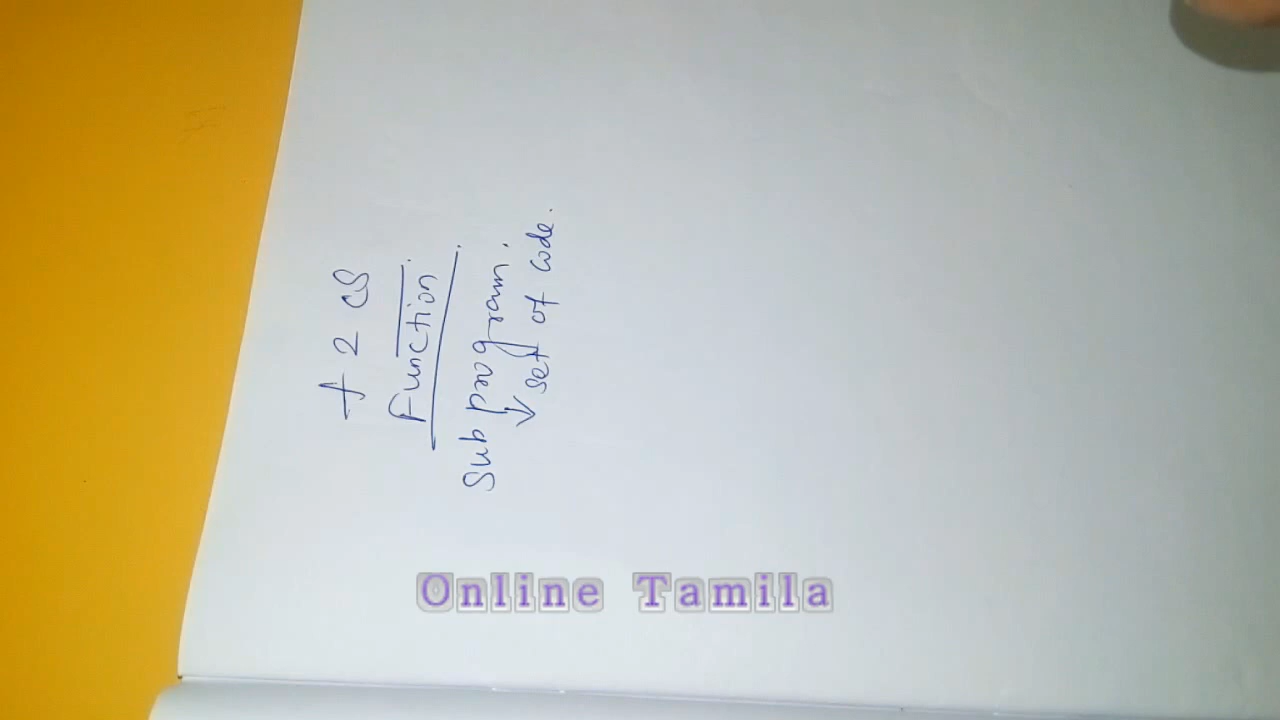 +2 CS
Function.
Sub program.
↓ set of code.
Online Tamila